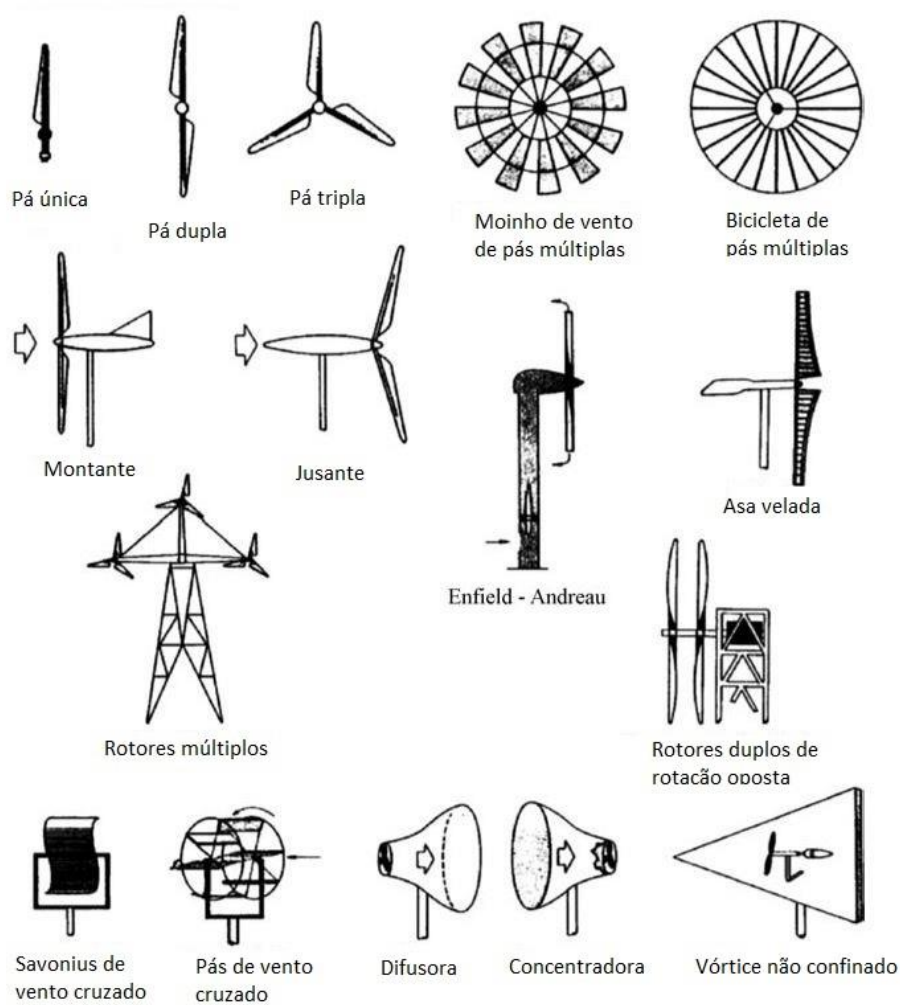 Pá única
Pá dupla
Pá tripla
Moinho de vento
de pás múltiplas
Bicicleta de
pás múltiplas
Montante
Jusante
Enfield - Andreau
Asa velada
Rotores múltiplos
Rotores duplos de
rotação oposta
Savonius de
vento cruzado
Pás de vento
cruzado
Difusora
Concentradora
Vórtice não confinado